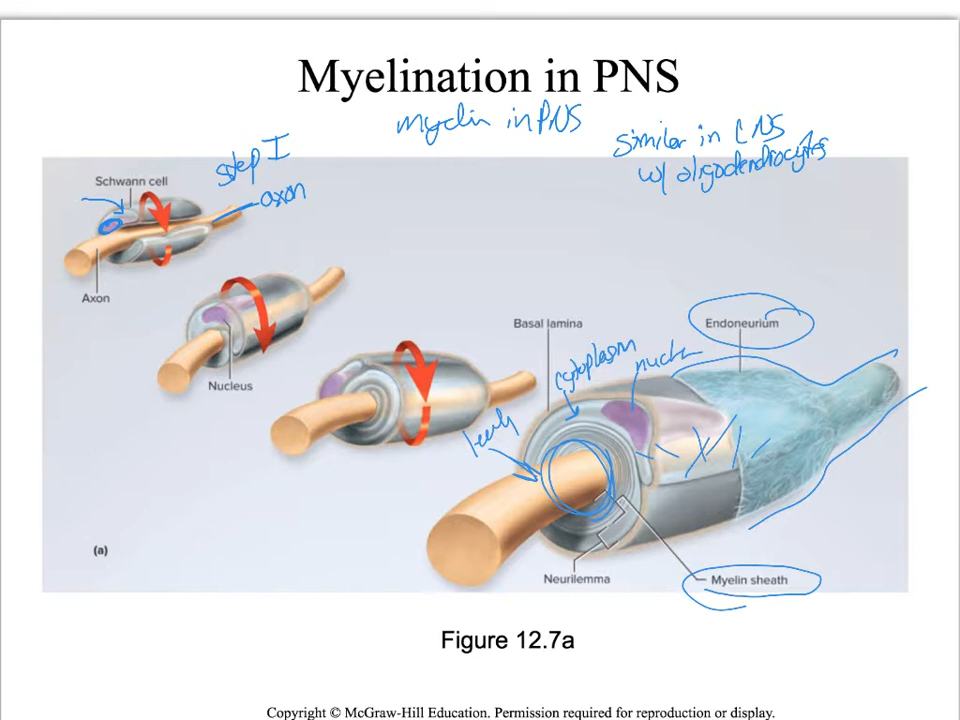 Myelination in PNS
myelin in PNS
similar in CNS
w/ oligodendrocytes
step I
Schwann cell
axon
Axon
Nucleus
Basal lamina
Endoneurium
cytoplasm
(a)
Neurilemma
Myelin sheath
Figure 12.7a
Copyright © McGraw-Hill Education. Permission required for reproduction or display.